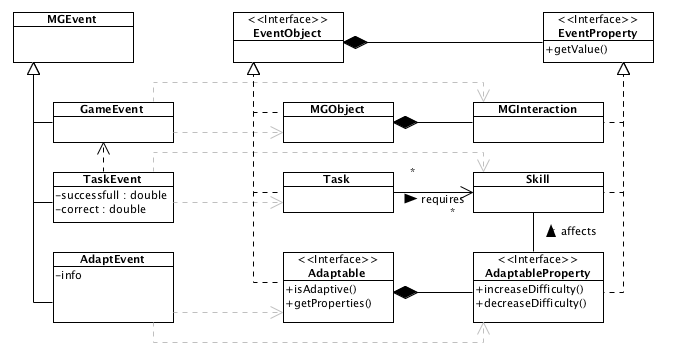 MGEvent
<<Interface>>
EventObject
<<Interface>>
EventProperty
+getValue()
GameEvent
MGObject
MGInteraction
TaskEvent
-successfull : double
-correct : double
Task
*
requires
*
Skill
affects
AdaptEvent
-info
<<Interface>>
Adaptable
+isAdaptive()
+getProperties()
<<Interface>>
AdaptableProperty
+increaseDifficulty()
+decreaseDifficulty()